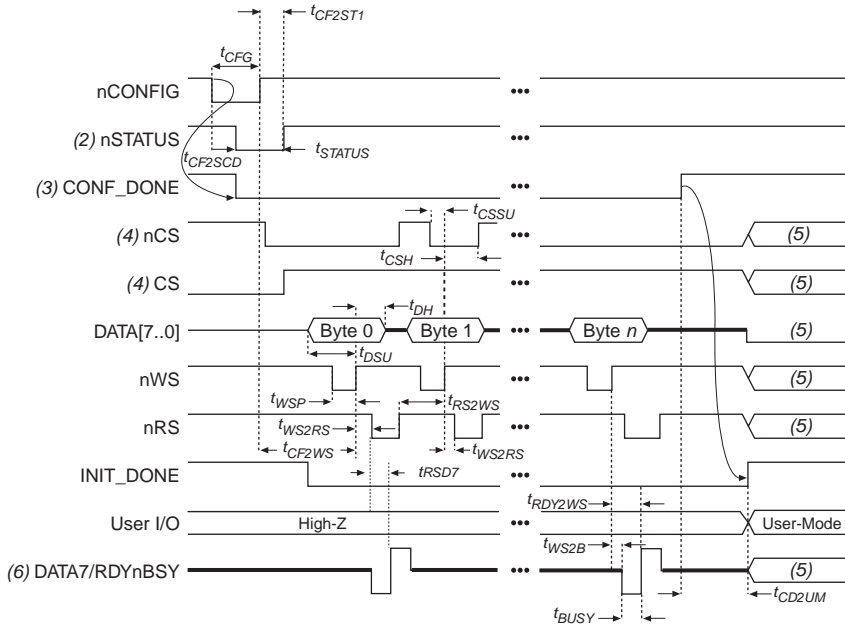 tCF2ST1
tCFG
nCONFIG
•••
(2) nSTATUS
tSTATUS
•••
tCF2SCD
(3) CONF_DONE
•••
tCSSU
(4) nCS
•••
(5)
tCSH
(4) CS
•••
(5)
tDH
DATA[7..0]
Byte 0
Byte 1
•••
Byte n
(5)
tDSU
nWS
•••
(5)
tWSP
tRS2WS
nRS
•••
(5)
tWS2RS
tCF2WS
tWS2RS
INIT_DONE
tRSD7
•••
tRDY2WS
User I/O
High-Z
•••
User-Mode
tWS2B
(6) DATA7/RDYnBSY
•••
(5)
tBUSY
tCD2UM